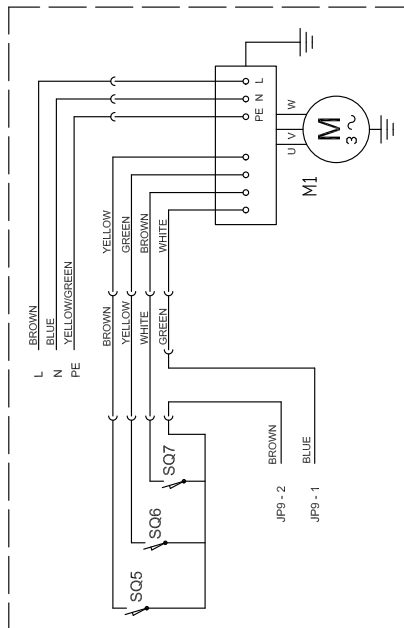 BROWN
BLUE
YELLOW/GREEN
L
N
PE
L
N
PE
W
V
U
M
3 ~
M1
YELLOW
GREEN
BROWN
WHITE
BROWN
YELLOW
WHITE
GREEN
BROWN
BLUE
JP9 - 2
JP9 - 1
SQ7
SQ6
SQ5